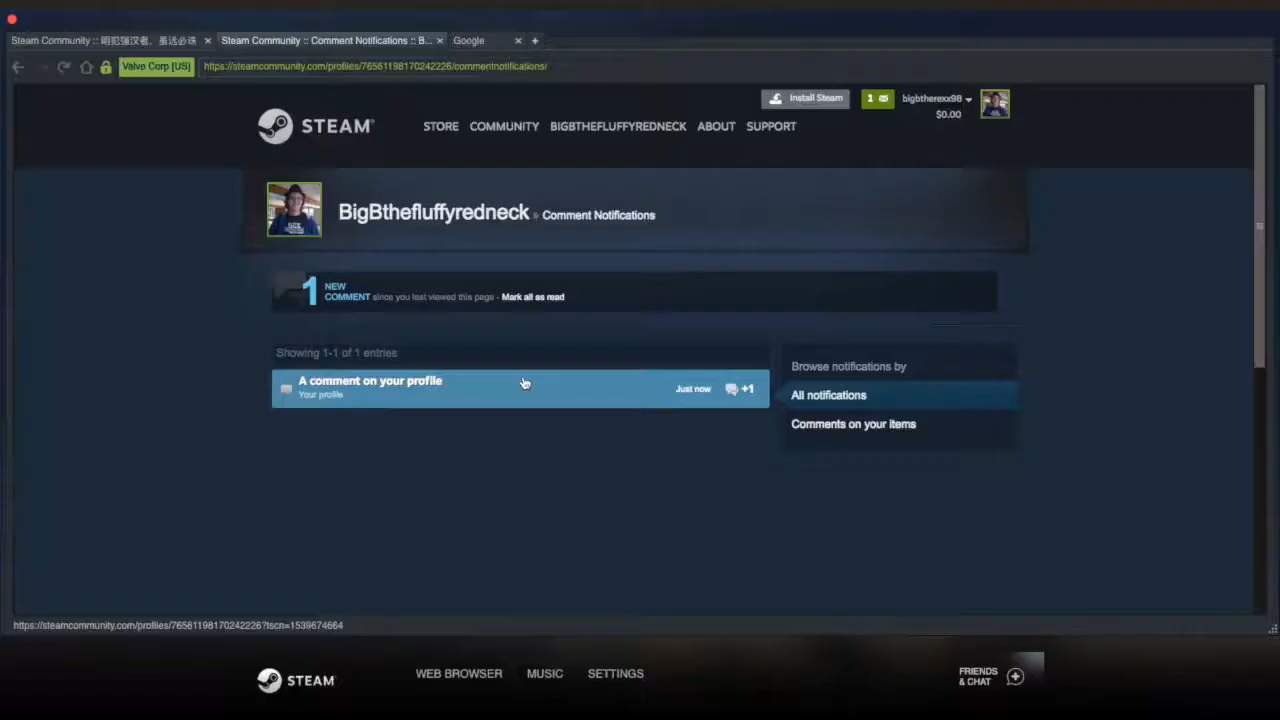 Steam Community :: 明犯强汉者，虽远必诛
Steam Community :: Comment Notifications :: B...
Google
Valve Corp [US]
https://steamcommunity.com/profiles/76561198170242226/commentnotifications/
Install Steam
1
bigbtherexx98
$0.00
STEAM®
STORE
COMMUNITY
BIGBTHEFLUFFYREDNECK
ABOUT
SUPPORT
BigBthefluffyredneck » Comment Notifications
1 NEW
COMMENT since you last viewed this page - Mark all as read
Showing 1-1 of 1 entries
A comment on your profile
Your profile
Just now
+1
Browse notifications by
All notifications
Comments on your items
https://steamcommunity.com/profiles/76561198170242226?tscn=1539674664
STEAM
WEB BROWSER
MUSIC
SETTINGS
FRIENDS
& CHAT